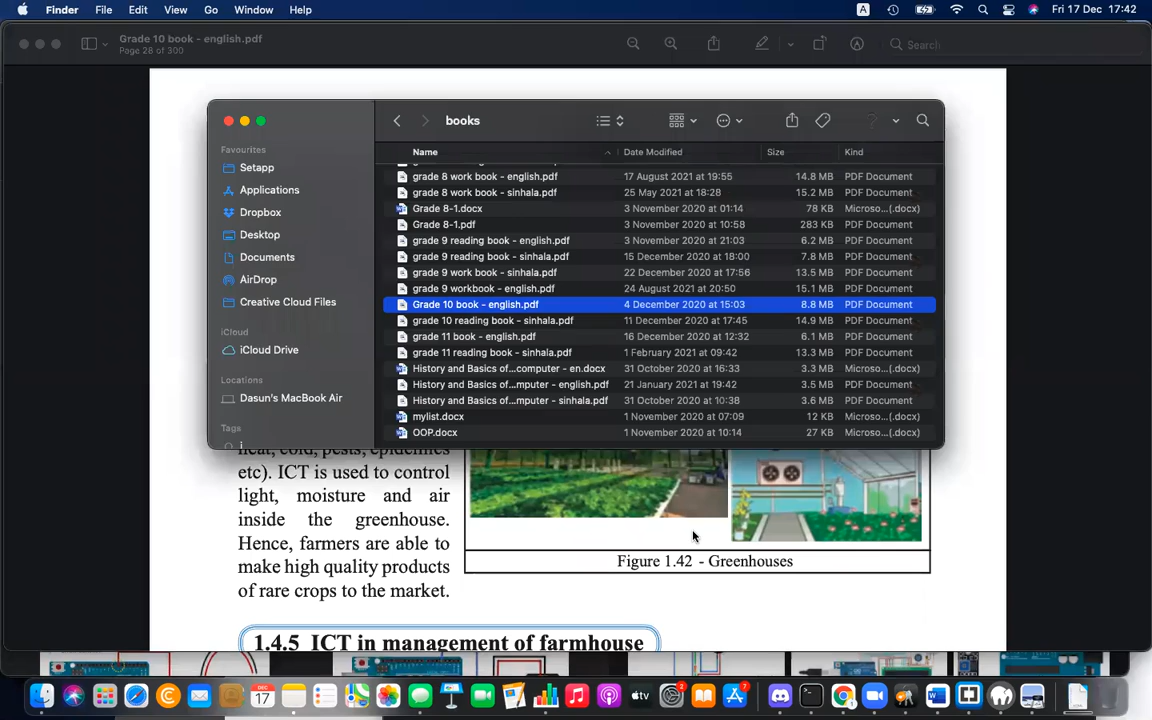 Finder File Edit View Go Window Help
A Fri 17 Dec 17:42
Grade 10 book - english.pdf
Page 28 of 300
Search
books
Favourites
Setapp
Applications
Dropbox
Desktop
Documents
AirDrop
Creative Cloud Files
iCloud
iCloud Drive
Locations
Dasun's MacBook Air
Tags
Name Date Modified Size Kind
grade 8 work book - english.pdf 17 August 2021 at 19:55 14.8 MB PDF Document
grade 8 work book - sinhala.pdf 25 May 2021 at 18:28 15.2 MB PDF Document
Grade 8-1.docx 3 November 2020 at 01:14 78 KB Microso...(.docx)
Grade 8-1.pdf 3 November 2020 at 10:58 283 KB PDF Document
grade 9 reading book - english.pdf 3 November 2020 at 21:03 6.2 MB PDF Document
grade 9 reading book - sinhala.pdf 15 December 2020 at 18:00 7.8 MB PDF Document
grade 9 work book - sinhala.pdf 22 December 2020 at 17:56 13.5 MB PDF Document
grade 9 workbook - english.pdf 24 August 2021 at 20:50 15.1 MB PDF Document
Grade 10 book - english.pdf 4 December 2020 at 15:03 8.8 MB PDF Document
grade 10 reading book - sinhala.pdf 11 December 2020 at 17:45 14.9 MB PDF Document
grade 11 book - english.pdf 16 December 2020 at 12:32 6.1 MB PDF Document
grade 11 reading book - sinhala.pdf 1 February 2021 at 09:42 13.3 MB PDF Document
History and Basics of...computer - en.docx 31 October 2020 at 16:33 3.3 MB Microso...(.docx)
History and Basics of...mputer - english.pdf 21 January 2021 at 19:42 3.5 MB PDF Document
History and Basics of...mputer - sinhala.pdf 31 October 2020 at 10:38 3.6 MB PDF Document
mylist.docx 1 November 2020 at 07:09 12 KB Microso...(.docx)
OOP.docx 1 November 2020 at 10:14 27 KB Microso...(.docx)
heat, cold, pests, epidemics
etc). ICT is used to control
light, moisture and air
inside the greenhouse.
Hence, farmers are able to
make high quality products
of rare crops to the market.
Figure 1.42 - Greenhouses
1.4.5 ICT in management of farmhouse
DEC
17
tv
2
7